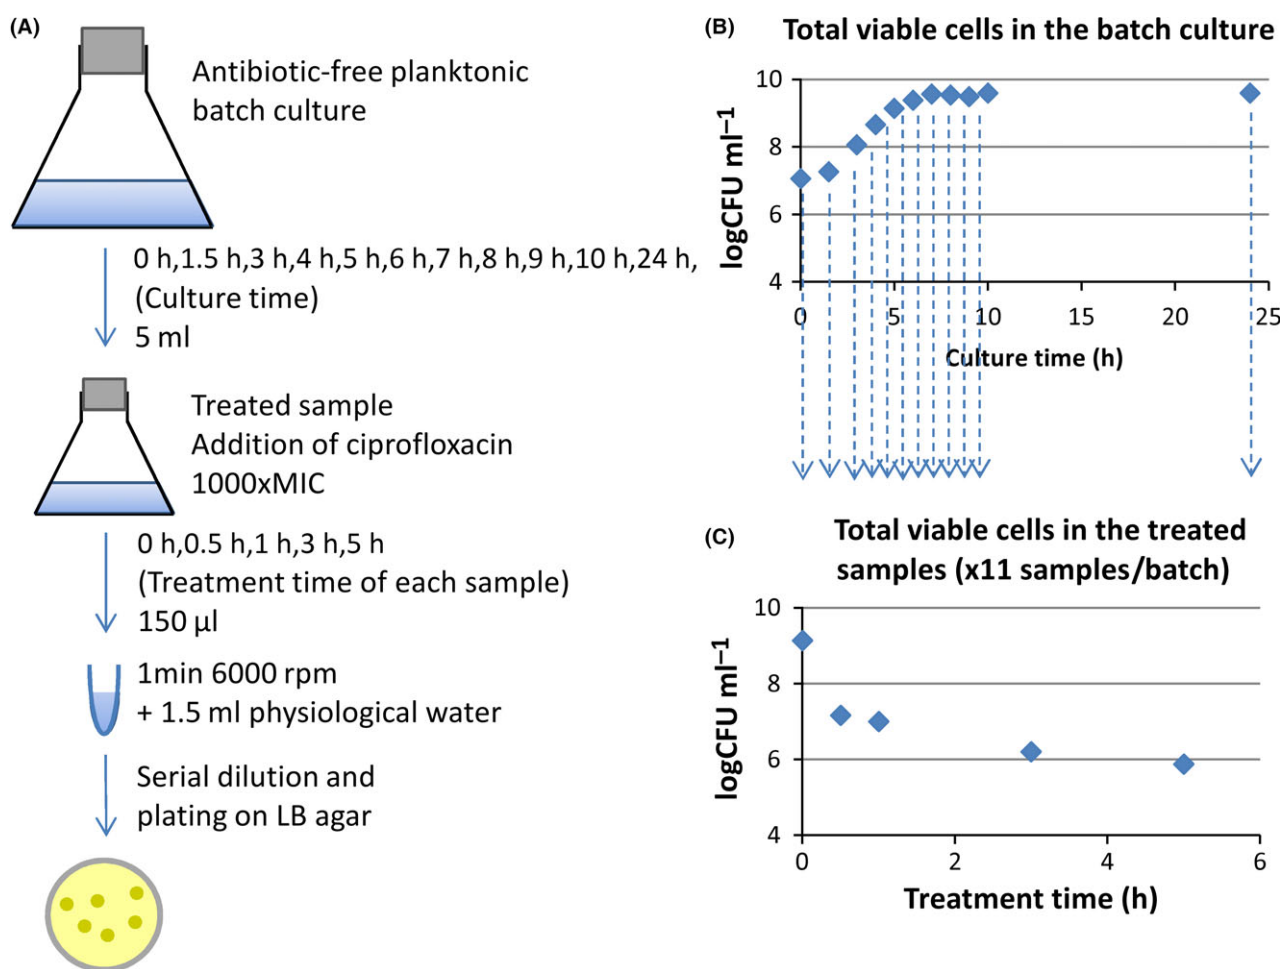 (A)
Antibiotic-free planktonic
batch culture
0 h,1.5 h,3 h,4 h,5 h,6 h,7 h,8 h,9 h,10 h,24 h,
(Culture time)
5 ml
Treated sample
Addition of ciprofloxacin
1000xMIC
0 h,0.5 h,1 h,3 h,5 h
(Treatment time of each sample)
150 µl
1min 6000 rpm
+ 1.5 ml physiological water
Serial dilution and
plating on LB agar
(B)
Total viable cells in the batch culture
logCFU ml–1
10
8
6
4
0 5 10 15 20 25
Culture time (h)
(C)
Total viable cells in the treated
samples (x11 samples/batch)
logCFU ml–1
10
8
6
4
0 2 4 6
Treatment time (h)